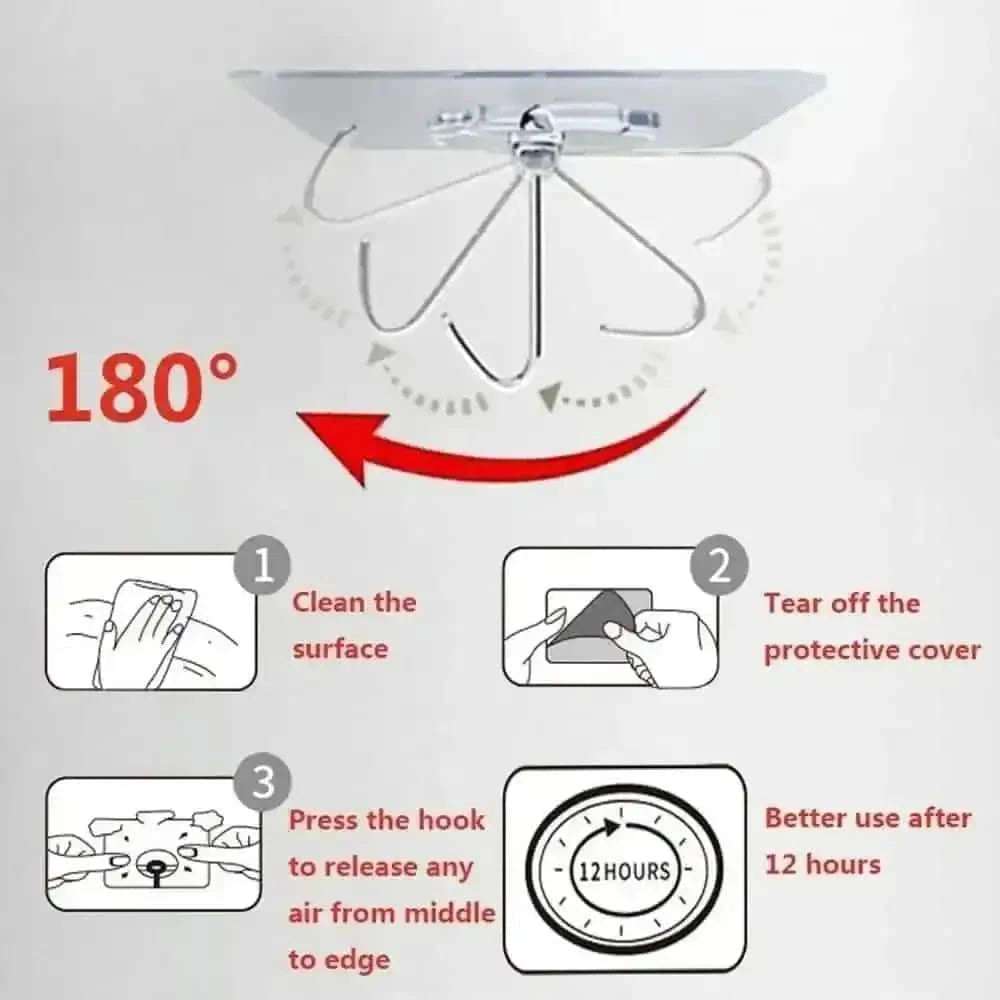 180°
1
Clean the
surface
2
Tear off the
protective cover
3
Press the hook
to release any
air from middle
to edge
12HOURS
Better use after
12 hours